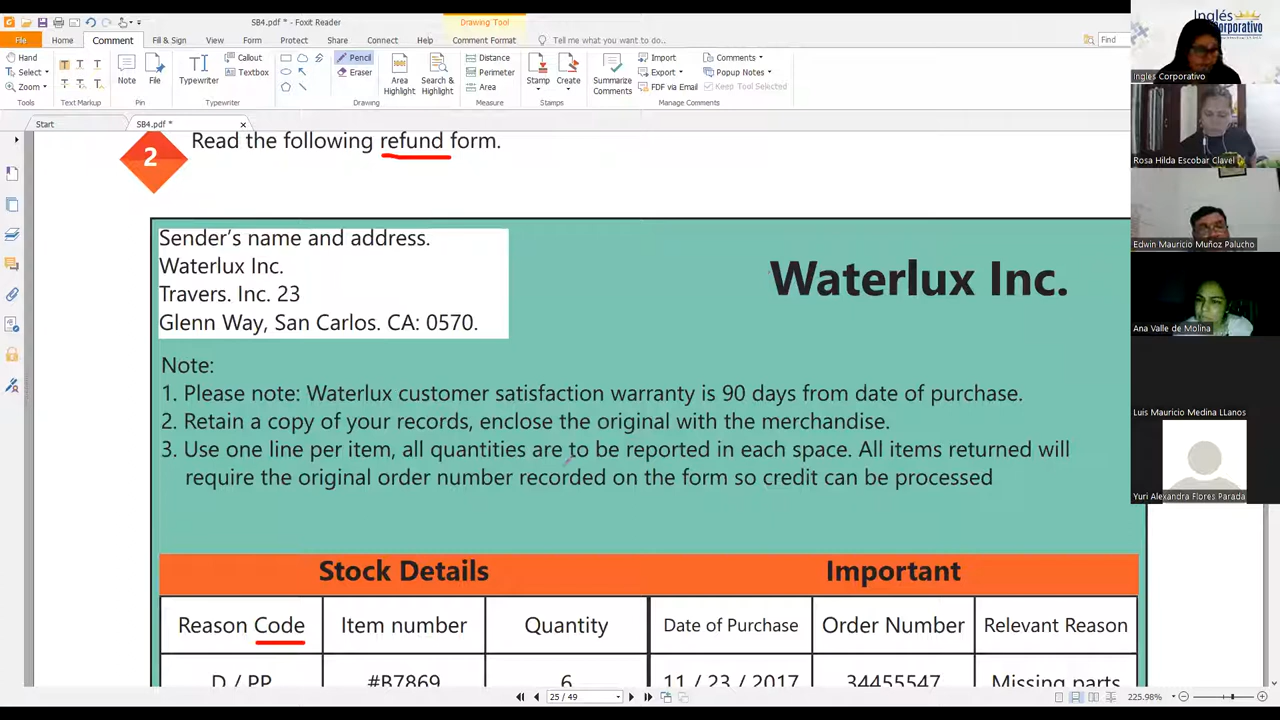 SB4.pdf * - Foxit Reader
Drawing Tool
File
Home
Comment
Fill & Sign
View
Form
Protect
Share
Connect
Help
Comment Format
Tell me what you want to do..
Find
Hand
Select
Zoom
Tools
Text Markup
Note
File
Pin
Typewriter
Callout
Textbox
Typewriter
Pencil
Eraser
Drawing
Area Highlight
Search & Highlight
Distance
Perimeter
Area
Measure
Stamp
Create
Stamps
Summarize Comments
Import
Export
FDF via Email
Comments
Popup Notes
Keep Tool Selected
Manage Comments
Start
SB4.pdf *
2
Read the following refund form.
Sender's name and address.
Waterlux Inc.
Travers. Inc. 23
Glenn Way, San Carlos. CA: 0570.
Waterlux Inc.
Note:
1. Please note: Waterlux customer satisfaction warranty is 90 days from date of purchase.
2. Retain a copy of your records, enclose the original with the merchandise.
3. Use one line per item, all quantities are to be reported in each space. All items returned will
require the original order number recorded on the form so credit can be processed
Stock Details
Important
Reason Code
Item number
Quantity
Date of Purchase
Order Number
Relevant Reason
D / PP
#B7869
6
11 / 23 / 2017
34455547
Missing parts
25 / 49
225.98%
Inglés
Corporativo
Ingles Corporativo
Rosa Hilda Escobar Clavel
Edwin Mauricio Muñoz Palucho
Ana Valle de Molina
Luis Mauricio Medina LLanos
Yuri Alexandra Flores Parada